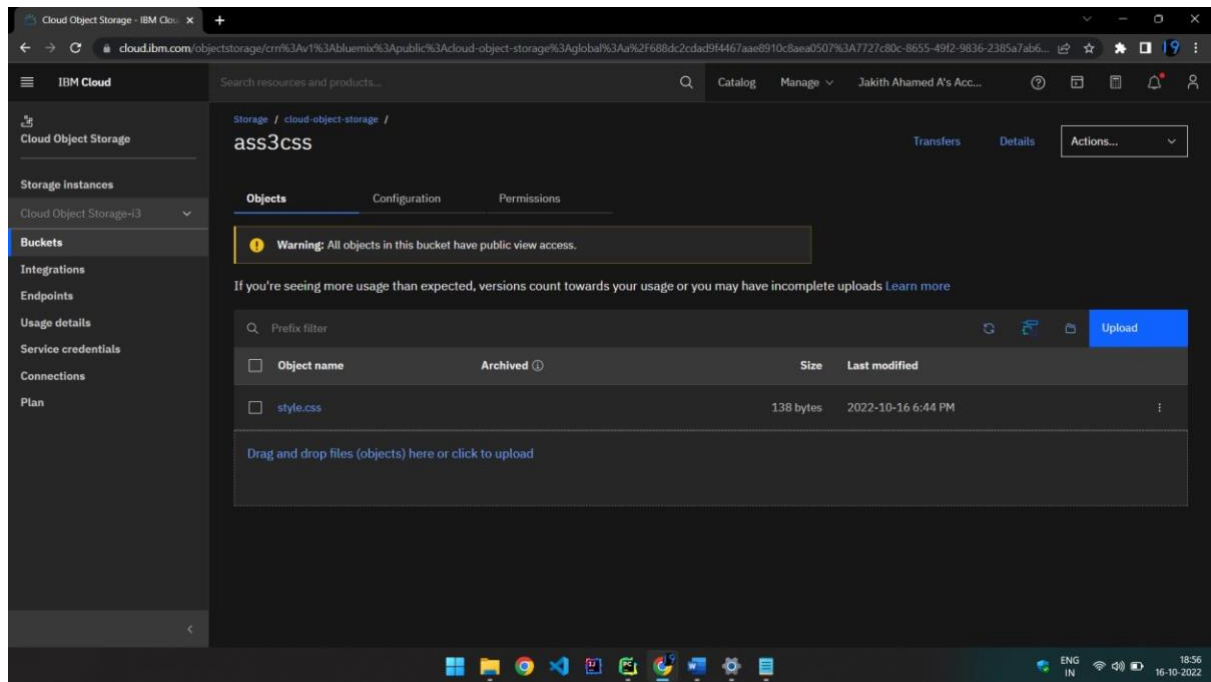 Cloud Object Storage - IBM Clou
cloud.ibm.com/objectstorage/crn%3Av1%3Abluemix%3Apublic%3Acloud-object-storage%3Aglobal%3Aa%2F688dc2cdad9f4467aae8910c8aea0507%3A7727c80c-8655-49f2-9836-2385a7ab6...
IBM Cloud
Search resources and products...
Catalog
Manage
Jakith Ahamed A's Acc...
Cloud Object Storage
Storage instances
Cloud Object Storage-i3
Buckets
Integrations
Endpoints
Usage details
Service credentials
Connections
Plan
Storage / cloud-object-storage /
ass3css
Transfers
Details
Actions...
Objects
Configuration
Permissions
Warning: All objects in this bucket have public view access.
If you're seeing more usage than expected, versions count towards your usage or you may have incomplete uploads Learn more
Prefix filter
Upload
Object name
Archived
Size
Last modified
style.css
138 bytes
2022-10-16 6:44 PM
Drag and drop files (objects) here or click to upload
ENG
IN
18:56
16-10-2022